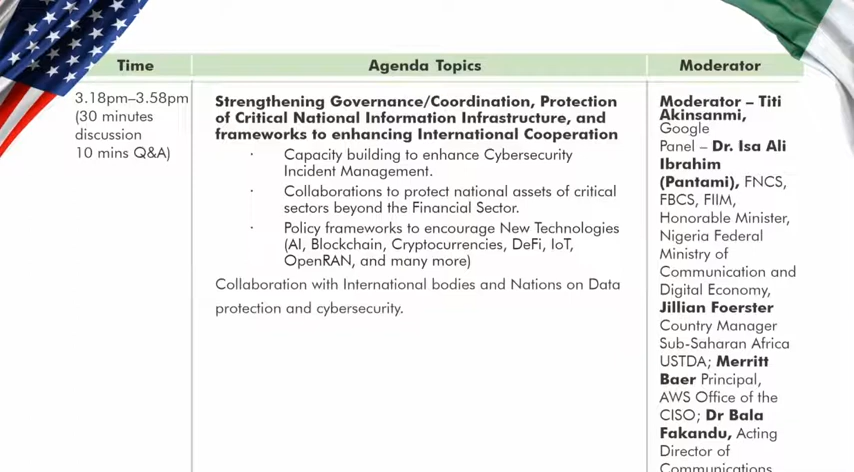 Time
Agenda Topics
Moderator
3.18pm–3.58pm
(30 minutes
discussion
10 mins Q&A)
Strengthening Governance/Coordination, Protection
of Critical National Information Infrastructure, and
frameworks to enhancing International Cooperation
· Capacity building to enhance Cybersecurity
Incident Management.
· Collaborations to protect national assets of critical
sectors beyond the Financial Sector.
· Policy frameworks to encourage New Technologies
(AI, Blockchain, Cryptocurrencies, DeFi, IoT,
OpenRAN, and many more)
Collaboration with International bodies and Nations on Data
protection and cybersecurity.
Moderator – Titi
Akinsanmi,
Google
Panel – Dr. Isa Ali
Ibrahim
(Pantami), FNCS,
FBCS, FIIM,
Honorable Minister,
Nigeria Federal
Ministry of
Communication and
Digital Economy,
Jillian Foerster
Country Manager
Sub-Saharan Africa
USTDA; Merritt
Baer Principal,
AWS Office of the
CISO; Dr Bala
Fakandu, Acting
Director of
Communications